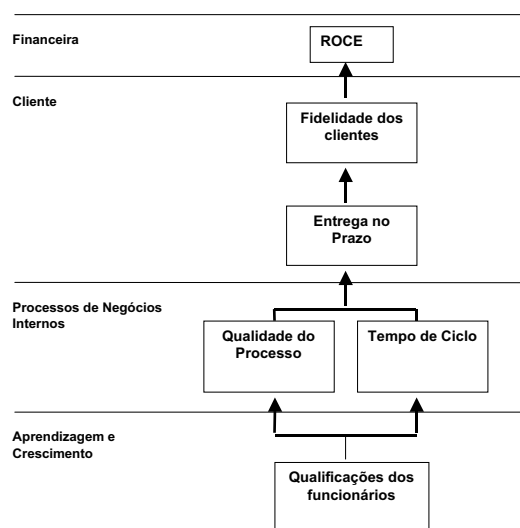 Financeira
ROCE
Cliente
Fidelidade dos
clientes
Entrega no
Prazo
Processos de Negócios
Internos
Qualidade do
Processo
Tempo de Ciclo
Aprendizagem e
Crescimento
Qualificações dos
funcionários